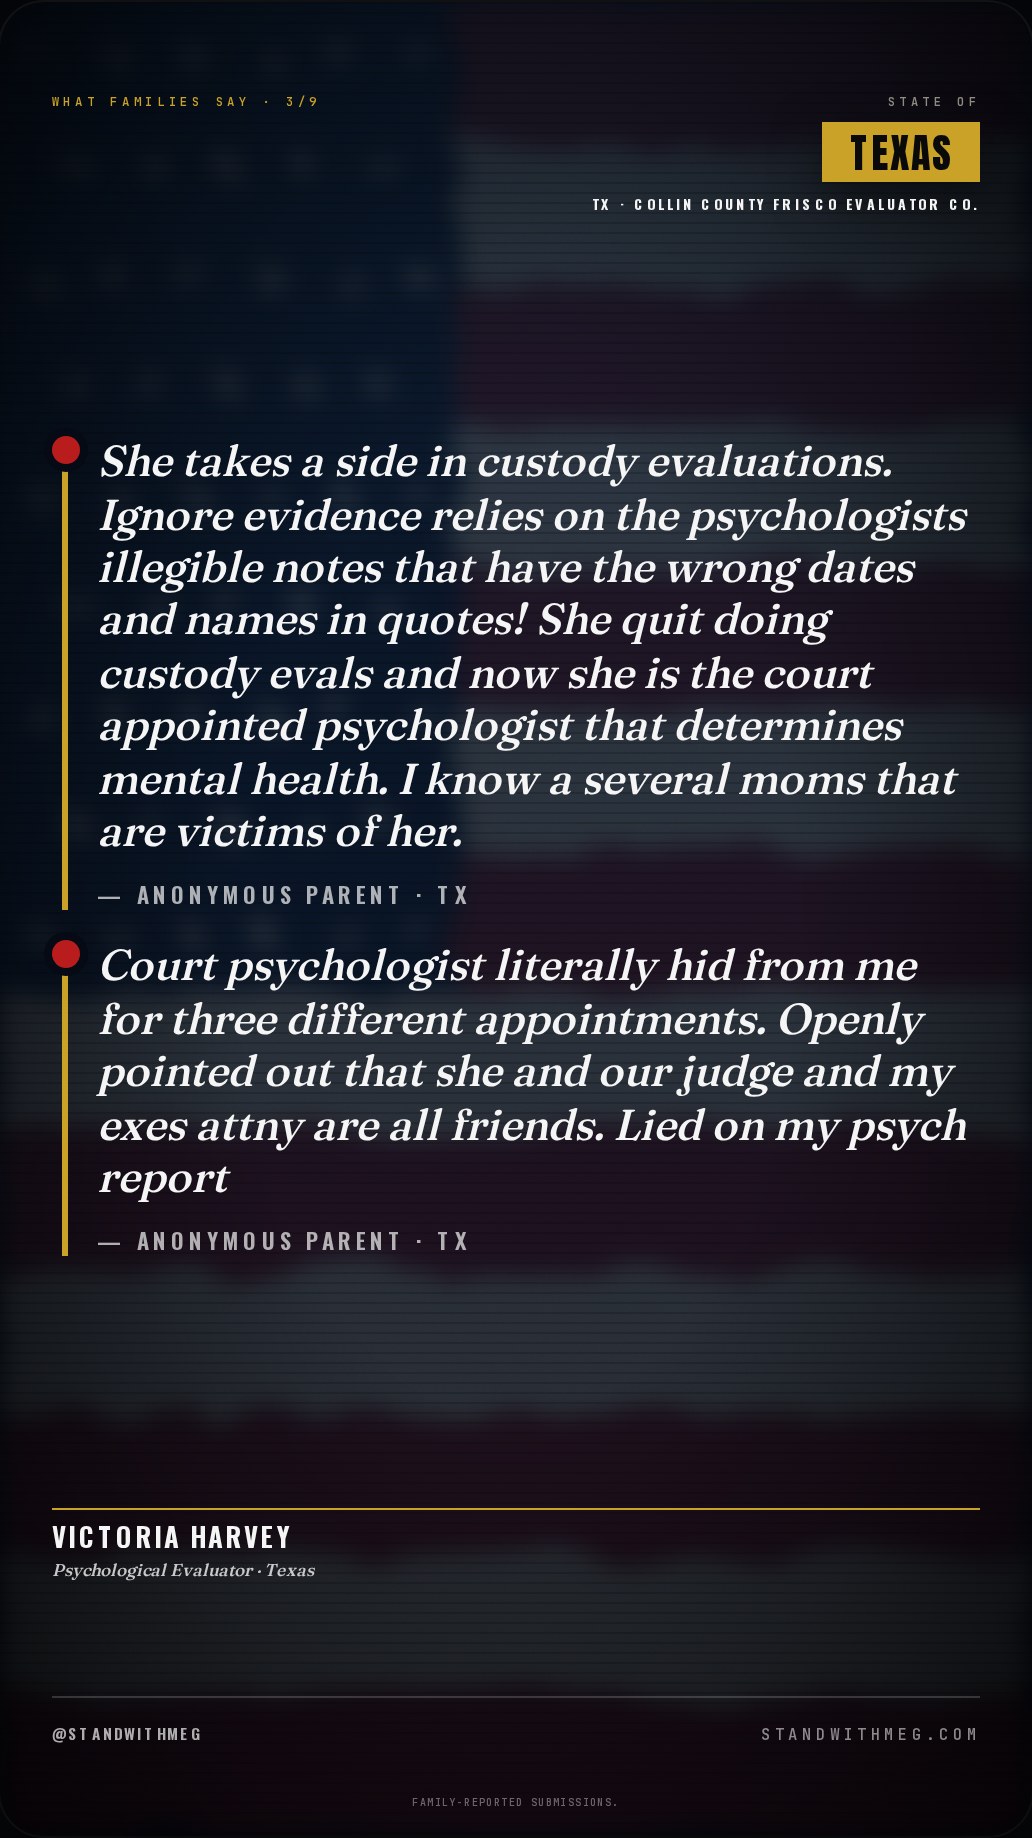 WHAT FAMILIES SAY · 3/9
STATE OF
TEXAS
TX · COLLIN COUNTY FRISCO EVALUATOR CO.
She takes a side in custody evaluations.
Ignore evidence relies on the psychologists
illegible notes that have the wrong dates
and names in quotes! She quit doing
custody evals and now she is the court
appointed psychologist that determines
mental health. I know a several moms that
are victims of her.
— ANONYMOUS PARENT · TX
Court psychologist literally hid from me
for three different appointments. Openly
pointed out that she and our judge and my
exes attny are all friends. Lied on my psych
report
— ANONYMOUS PARENT · TX
VICTORIA HARVEY
Psychological Evaluator · Texas
@STANDWITHMEG
STANDWITHMEG.COM
FAMILY-REPORTED SUBMISSIONS.